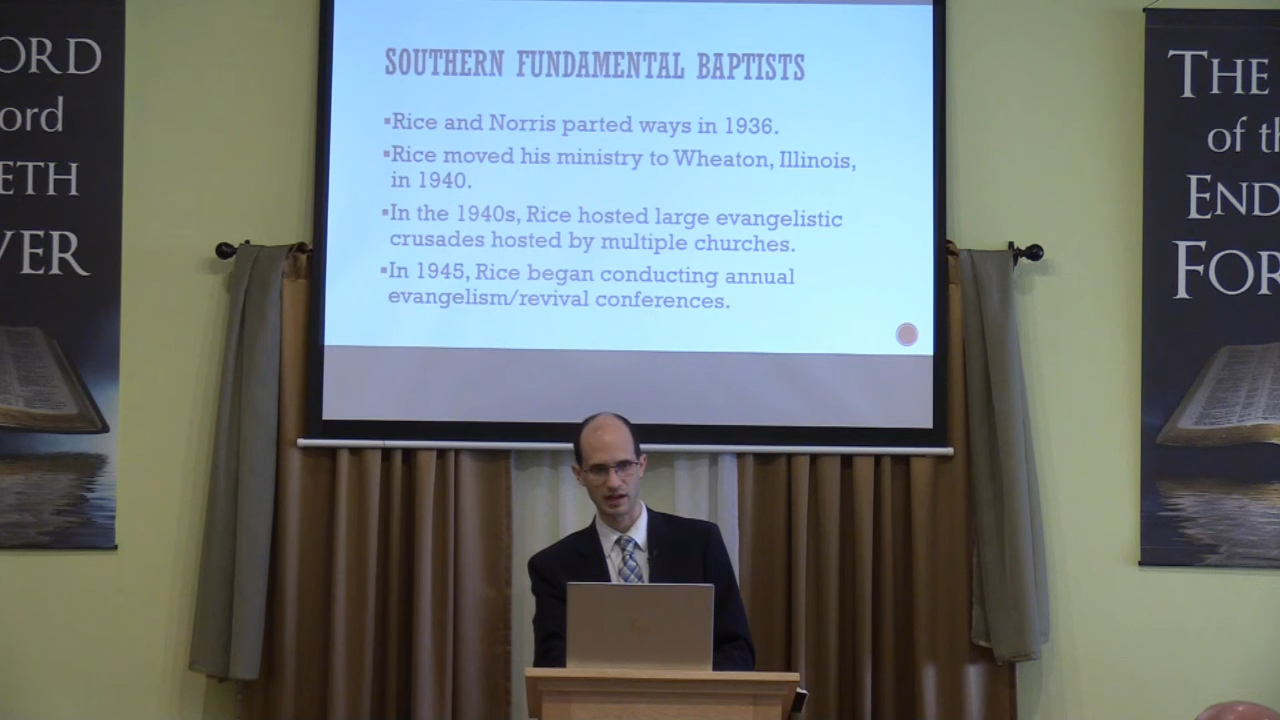 ORD
ord
ETH
VER
SOUTHERN FUNDAMENTAL BAPTISTS
▪Rice and Norris parted ways in 1936.
▪Rice moved his ministry to Wheaton, Illinois,
in 1940.
▪In the 1940s, Rice hosted large evangelistic
crusades hosted by multiple churches.
▪In 1945, Rice began conducting annual
evangelism/revival conferences.
THE
of th
END
FOR